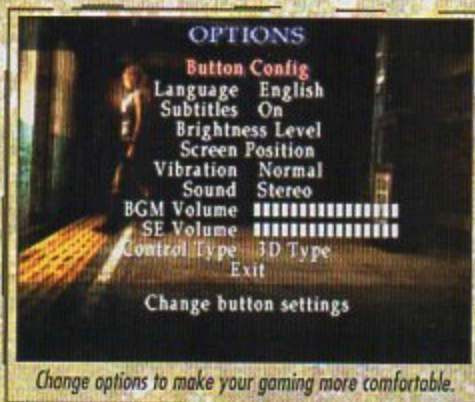 OPTIONS
Button Config
Language English
Subtitles On
Brightness Level
Screen Position
Vibration Normal
Sound Stereo
BGM Volume
SE Volume
Control Type 3D Type
Exit
Change button settings
Change options to make your gaming more comfortable.